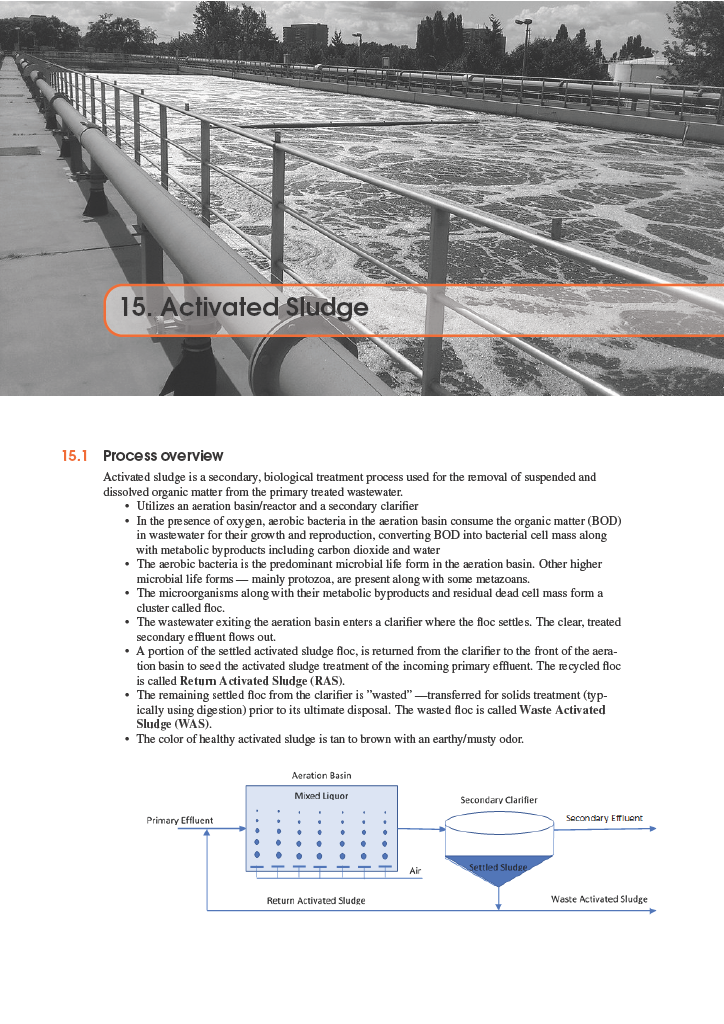 15. Activated Sludge
15.1 Process overview
Activated sludge is a secondary, biological treatment process used for the removal of suspended and
dissolved organic matter from the primary treated wastewater.
• Utilizes an aeration basin/reactor and a secondary clarifier
• In the presence of oxygen, aerobic bacteria in the aeration basin consume the organic matter (BOD)
in wastewater for their growth and reproduction, converting BOD into bacterial cell mass along
with metabolic byproducts including carbon dioxide and water
• The aerobic bacteria is the predominant microbial life form in the aeration basin. Other higher
microbial life forms — mainly protozoa, are present along with some metazoans.
• The microorganisms along with their metabolic byproducts and residual dead cell mass form a
cluster called floc.
• The wastewater exiting the aeration basin enters a clarifier where the floc settles. The clear, treated
secondary effluent flows out.
• A portion of the settled activated sludge floc, is returned from the clarifier to the front of the aera-
tion basin to seed the activated sludge treatment of the incoming primary effluent. The recycled floc
is called Return Activated Sludge (RAS).
• The remaining settled floc from the clarifier is ”wasted” —transferred for solids treatment (typ-
ically using digestion) prior to its ultimate disposal. The wasted floc is called Waste Activated
Sludge (WAS).
• The color of healthy activated sludge is tan to brown with an earthy/musty odor.
Aeration Basin
Mixed Liquor
Secondary Clarifier
Primary Effluent
Secondary Effluent
Settled Sludge
Air
Return Activated Sludge
Waste Activated Sludge